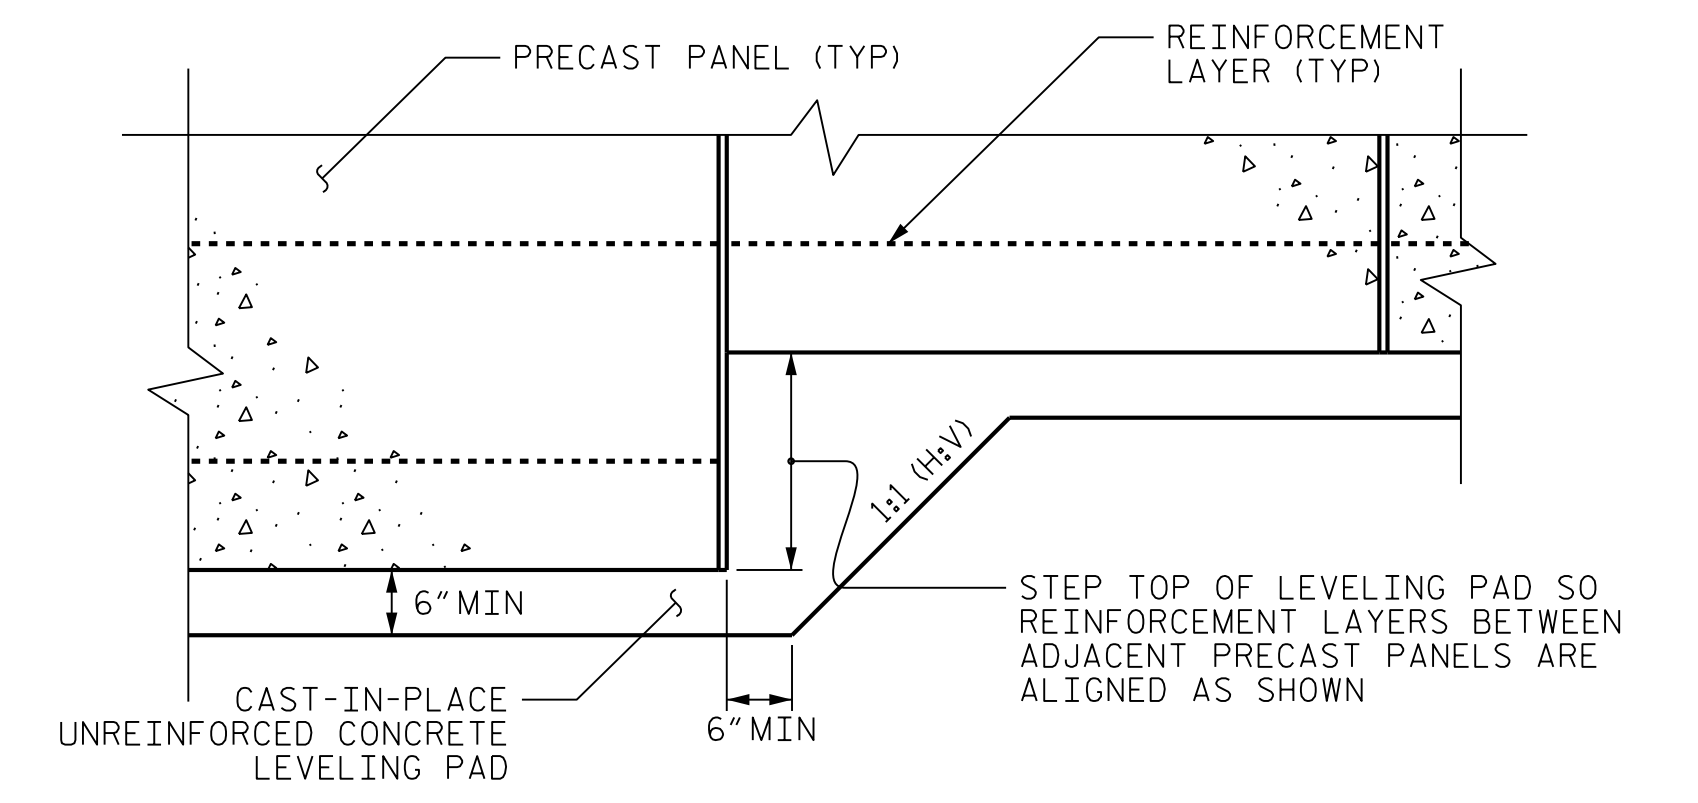 PRECAST PANEL (TYP)
REINFORCEMENT
LAYER (TYP)
1:1 (H:V)
6"MIN
STEP TOP OF LEVELING PAD SO
REINFORCEMENT LAYERS BETWEEN
ADJACENT PRECAST PANELS ARE
ALIGNED AS SHOWN
CAST-IN-PLACE
UNREINFORCED CONCRETE
LEVELING PAD
6"MIN